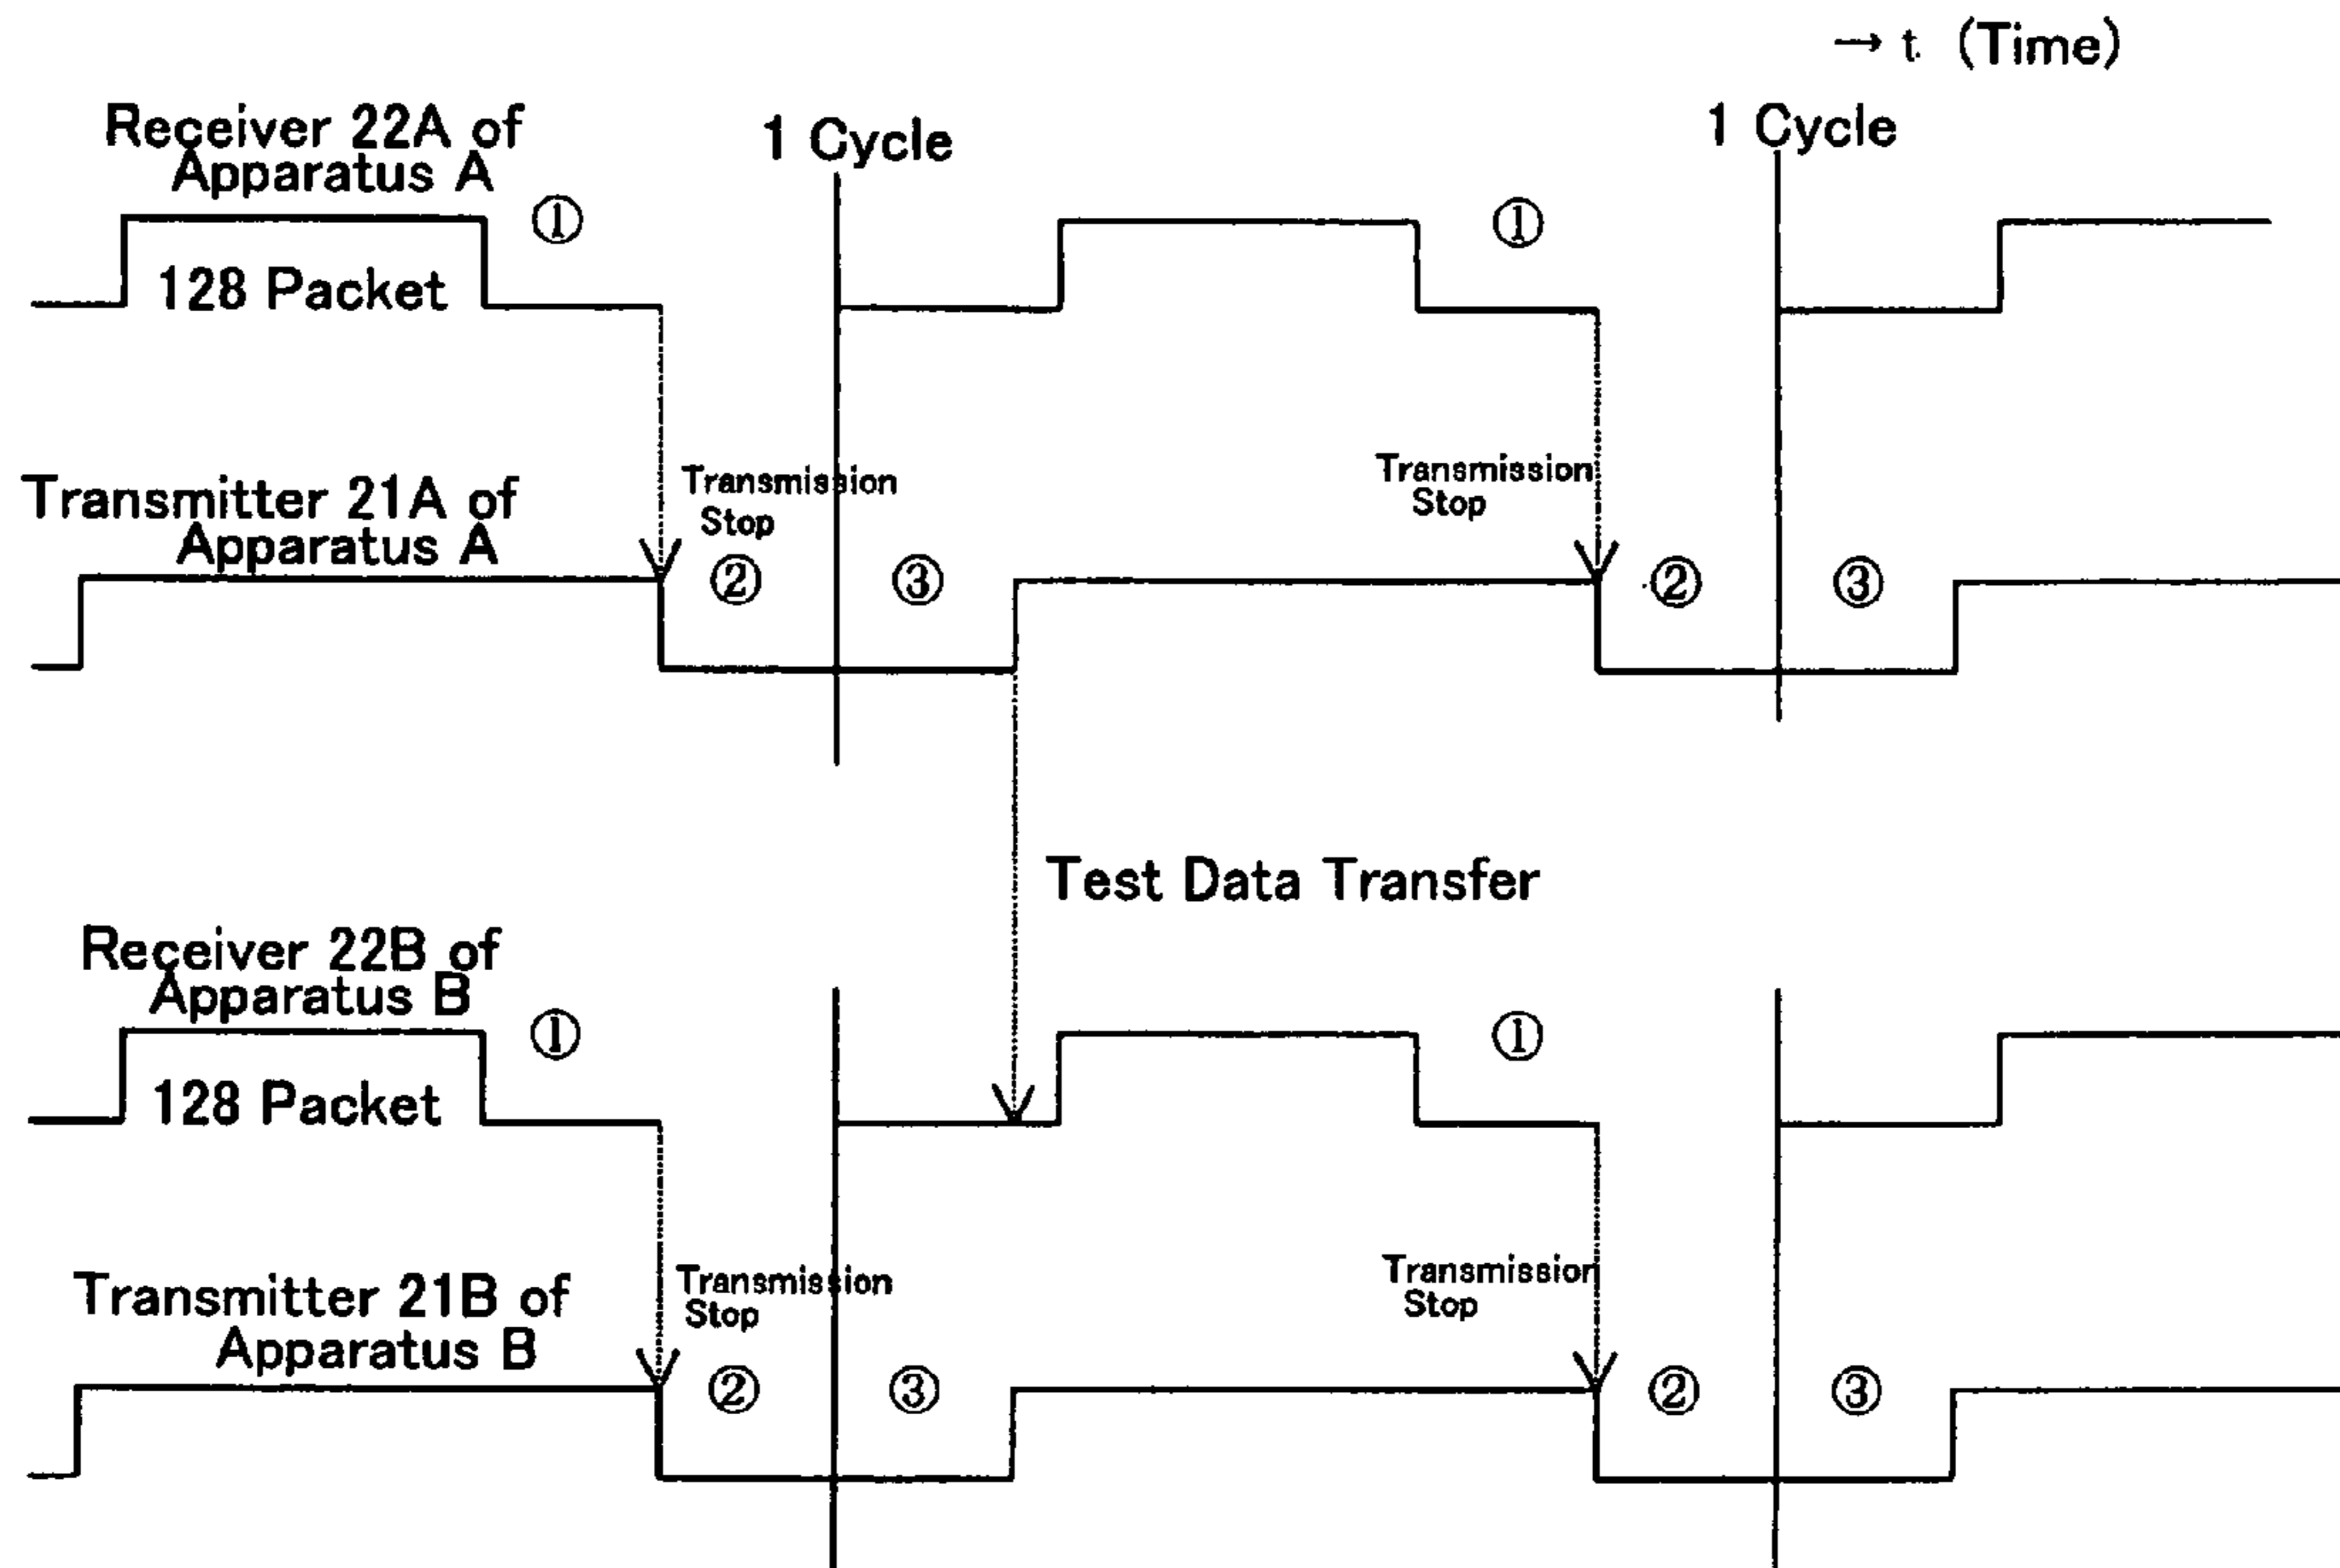 → t (Time)
Receiver 22A of
Apparatus A
1 Cycle
1 Cycle
①
①
128 Packet
Transmission
Stop
Transmission
Stop
Transmitter 21A of
Apparatus A
②
③
②
③
Test Data Transfer
Receiver 22B of
Apparatus B
①
①
128 Packet
Transmission
Stop
Transmission
Stop
Transmitter 21B of
Apparatus B
②
③
②
③